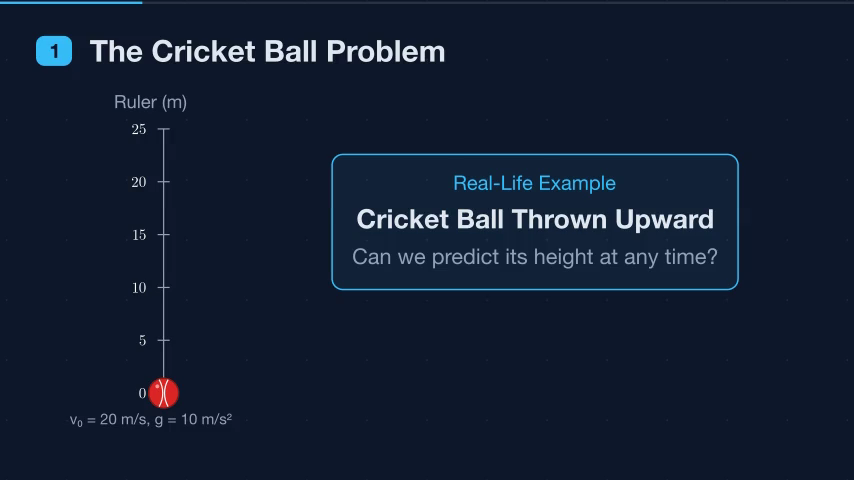 1 The Cricket Ball Problem
Ruler (m)
25
20
15
10
5
0
v₀ = 20 m/s, g = 10 m/s²
Real-Life Example
Cricket Ball Thrown Upward
Can we predict its height at any time?